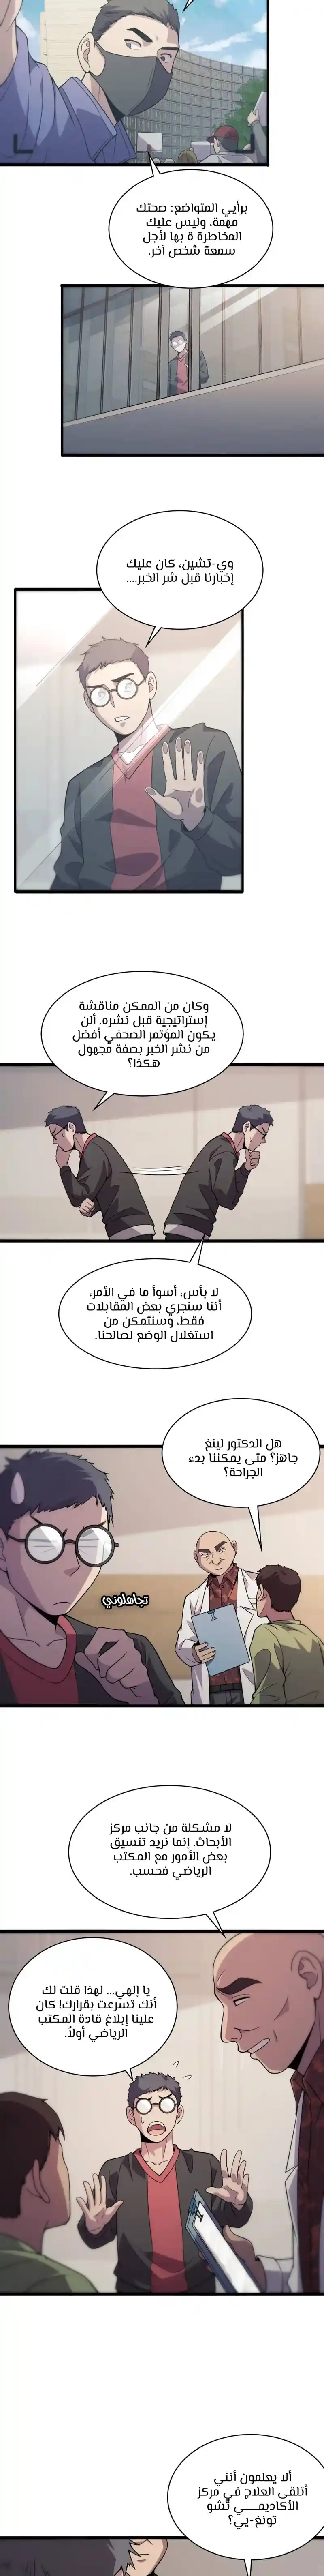 برأيي المتواضع: صحتك
مهمة، وليس عليك
المخاطرة ة بها لأجل
سمعة شخص آخر.
وي-تشين، كان عليك
إخبارنا قبل شر الخبر....
وكان من الممكن مناقشة
إستراتيجية قبل نشره. ألن
يكون المؤتمر الصحفي أفضل
من نشر الخبر بصفة مجهول
هكذا؟
لا بأس، أسوأ ما في الأمر،
أننا سنجري بعض المقابلات
فقط، وسنتمكن من
استغلال الوضع لصالحنا.
هل الدكتور لينغ
جاهز؟ متى يمكننا بدء
الجراحة؟
تجاهلوني
لا مشكلة من جانب مركز
الأبحاث. إنما نريد تنسيق
بعض الأمور مع المكتب
الرياضي فحسب.
يا إلهي... لهذا قلت لك
أنك تسرعت بقرارك! كان
علينا إبلاغ قادة المكتب
الرياضي أولاً.
ألا يعلمون أنني
أتلقى العلاج في مركز
الأكاديمـــــي تشو
تونغ-يي؟